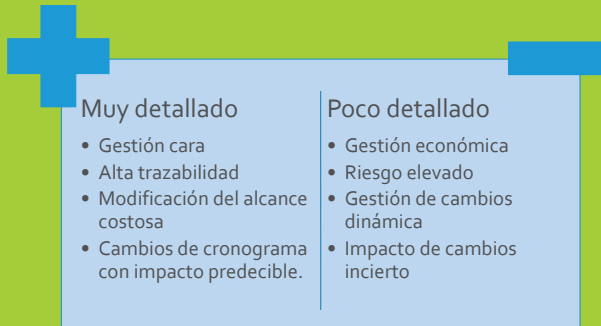 Muy detallado
• Gestión cara
• Alta trazabilidad
• Modificación del alcance
costosa
• Cambios de cronograma
con impacto predecible.
Poco detallado
• Gestión económica
• Riesgo elevado
• Gestión de cambios
dinámica
• Impacto de cambios
incierto